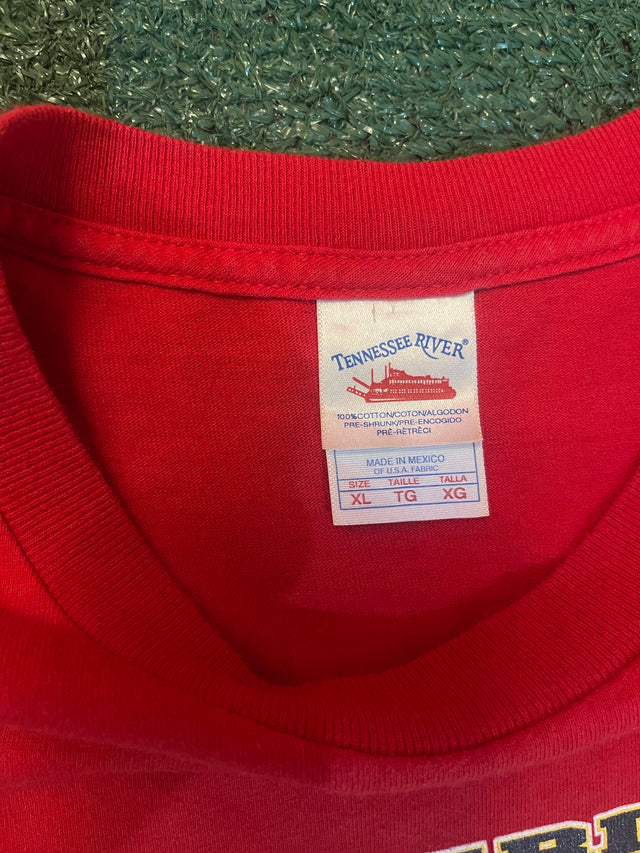 TENNESSEE RIVER®
100% COTTON/COTON/ALGODON
PRE-SHRUNK/PRE-ENCOGIDO
PRÉ-RÉTRÉCI
MADE IN MEXICO
OF U.S.A. FABRIC
SIZE TAILLE TALLA
XL TG XG